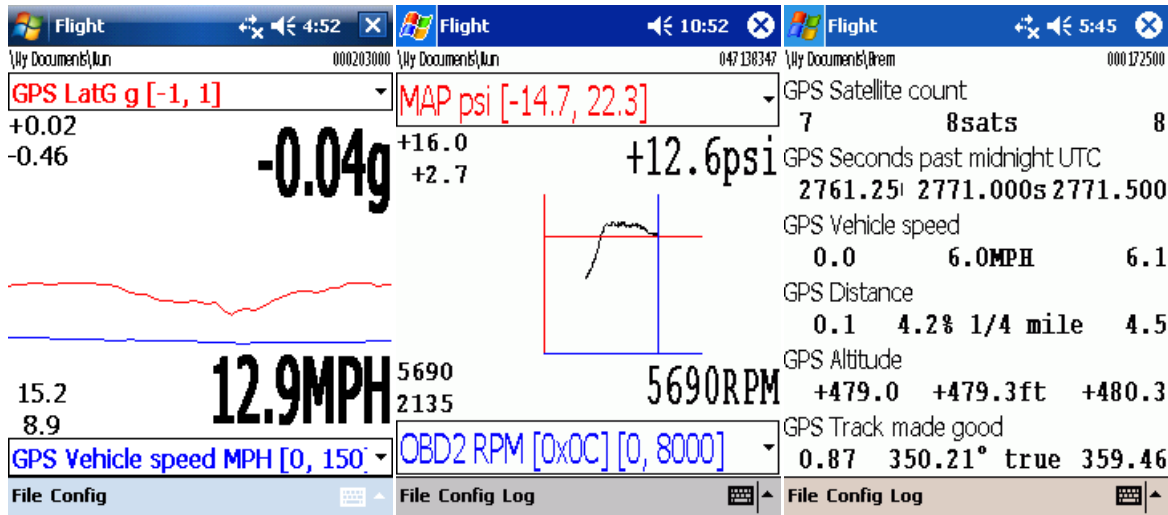 Flight 4:52
\My Documents\Jun 000203000
GPS LatG g [-1, 1]
+0.02
-0.46
-0.04g
12.9MPH
15.2
8.9
GPS Vehicle speed MPH [0, 150]
File Config
Flight 10:52
\My Documents\Jun 047138347
MAP psi [-14.7, 22.3]
+16.0
+12.6psi
+2.7
5690
5690RPM
2135
OBD2 RPM [0x0C] [0, 8000]
File Config Log
Flight 5:45
\My Documents\Brem 000172500
GPS Satellite count
7 8sats 8
GPS Seconds past midnight UTC
2761.25 2771.000s 2771.500
GPS Vehicle speed
0.0 6.0MPH 6.1
GPS Distance
0.1 4.2% 1/4 mile 4.5
GPS Altitude
+479.0 +479.3ft +480.3
GPS Track made good
0.87 350.21° true 359.46
File Config Log